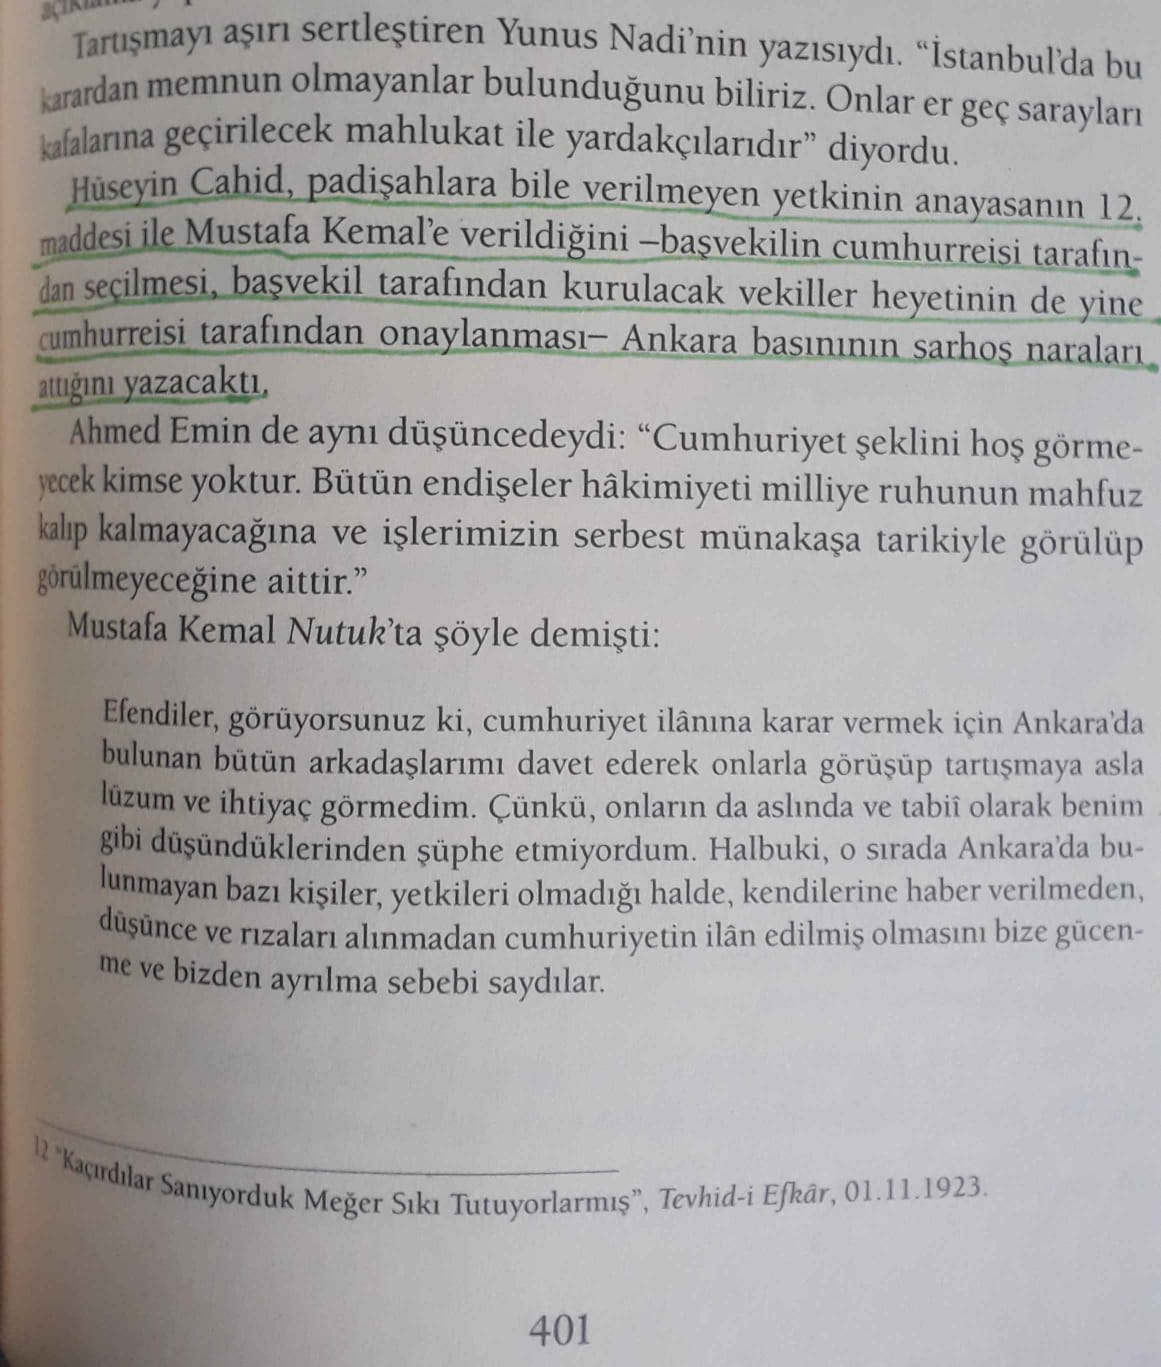 Tartışmayı aşırı sertleştiren Yunus Nadi’nin yazısıydı. “İstanbul’da bu
karardan memnun olmayanlar bulunduğunu biliriz. Onlar er geç sarayları
kafalarına geçirilecek mahlukat ile yardakçılarıdır” diyordu.
Hüseyin Cahid, padişahlara bile verilmeyen yetkinin anayasanın 12.
maddesi ile Mustafa Kemal’e verildiğini –başvekilin cumhurreisi tarafın-
dan seçilmesi, başvekil tarafından kurulacak vekiller heyetinin de yine
cumhurreisi tarafından onaylanması– Ankara basınının sarhoş naraları
attığını yazacaktı.
Ahmed Emin de aynı düşüncedeydi: “Cumhuriyet şeklini hoş görme-
yecek kimse yoktur. Bütün endişeler hâkimiyeti milliye ruhunun mahfuz
kalıp kalmayacağına ve işlerimizin serbest münakaşa tarikiyle görülüp
görülmeyeceğine aittir.”
Mustafa Kemal Nutuk’ta şöyle demişti:
Efendiler, görüyorsunuz ki, cumhuriyet ilânına karar vermek için Ankara’da
bulunan bütün arkadaşlarımı davet ederek onlarla görüşüp tartışmaya asla
lüzum ve ihtiyaç görmedim. Çünkü, onların da aslında ve tabiî olarak benim
gibi düşündüklerinden şüphe etmiyordum. Halbuki, o sırada Ankara’da bu-
lunmayan bazı kişiler, yetkileri olmadığı halde, kendilerine haber verilmeden,
düşünce ve rızaları alınmadan cumhuriyetin ilân edilmiş olmasını bize gücen-
me ve bizden ayrılma sebebi saydılar.
12 “Kaçırdılar Sanıyorduk Meğer Sıkı Tutuyorlarmış”, Tevhid-i Efkâr, 01.11.1923.
401